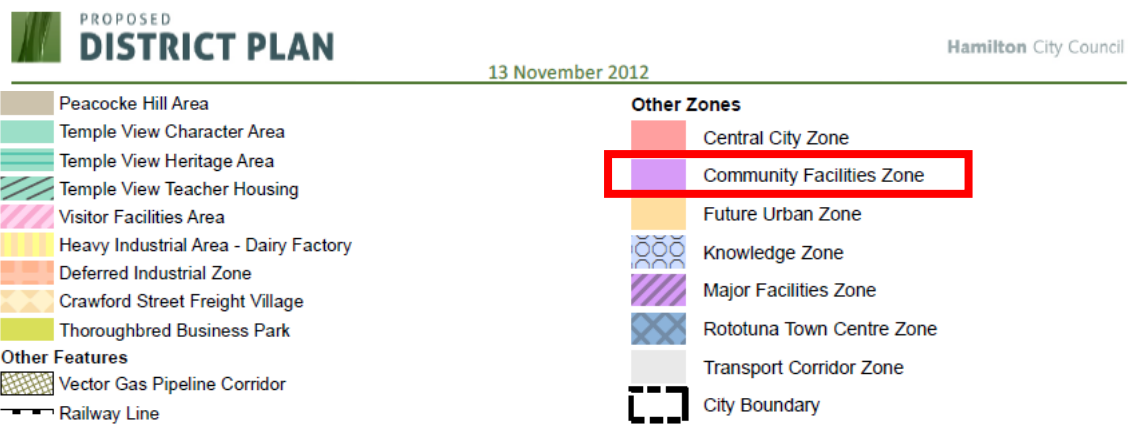 PROPOSED
DISTRICT PLAN
Hamilton City Council
13 November 2012
Peacocke Hill Area
Temple View Character Area
Temple View Heritage Area
Temple View Teacher Housing
Visitor Facilities Area
Heavy Industrial Area - Dairy Factory
Deferred Industrial Zone
Crawford Street Freight Village
Thoroughbred Business Park
Other Features
Vector Gas Pipeline Corridor
Railway Line
Other Zones
Central City Zone
Community Facilities Zone
Future Urban Zone
Knowledge Zone
Major Facilities Zone
Rototuna Town Centre Zone
Transport Corridor Zone
City Boundary